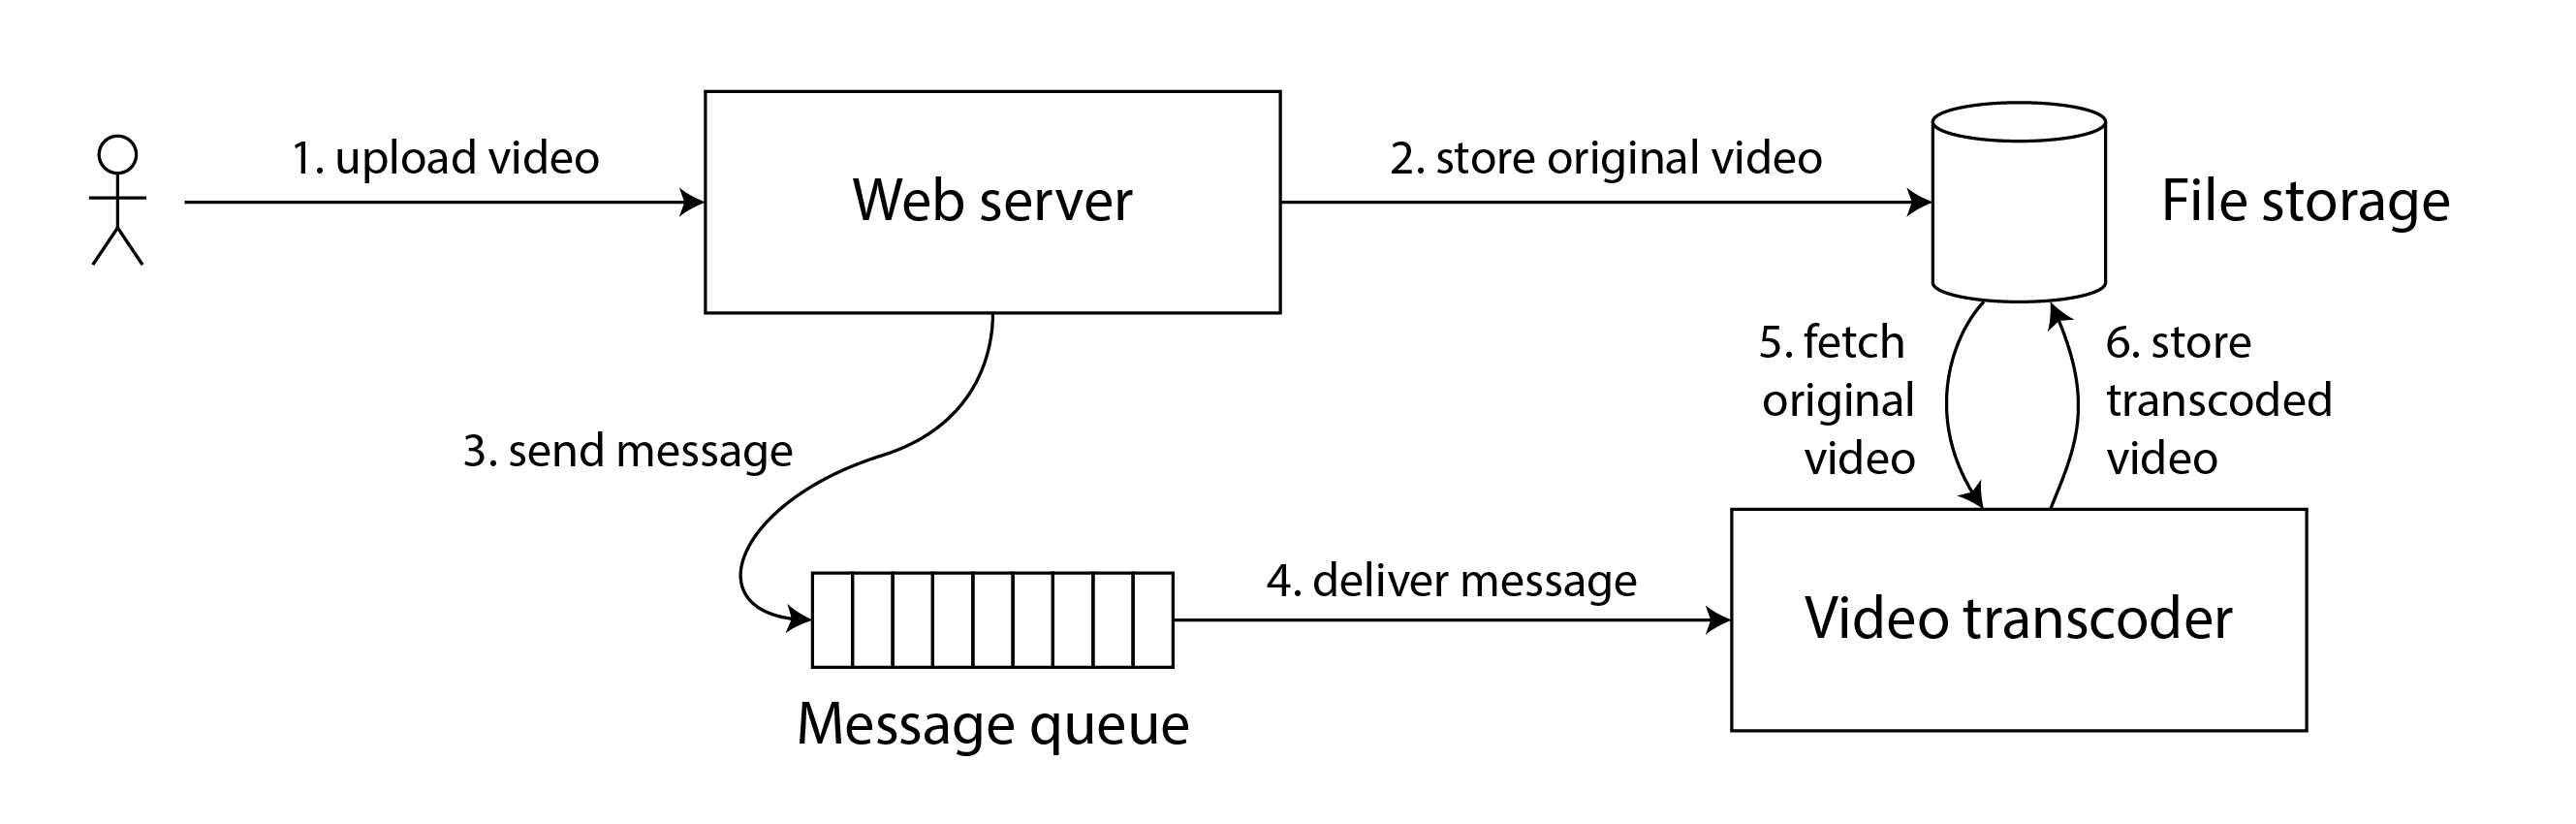 1. upload video
Web server
2. store original video
File storage
3. send message
5. fetch
original
video
6. store
transcoded
video
4. deliver message
Video transcoder
Message queue